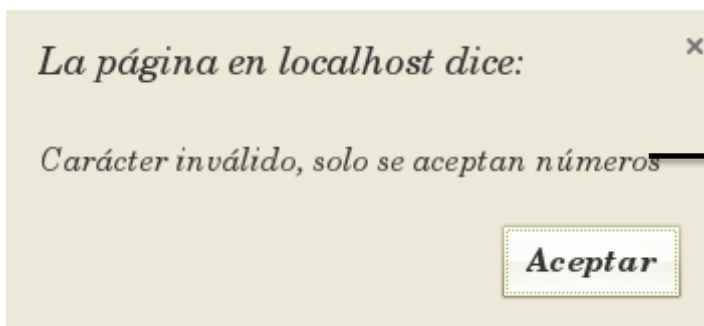 La página en localhost dice:
Carácter inválido, solo se aceptan números
Aceptar